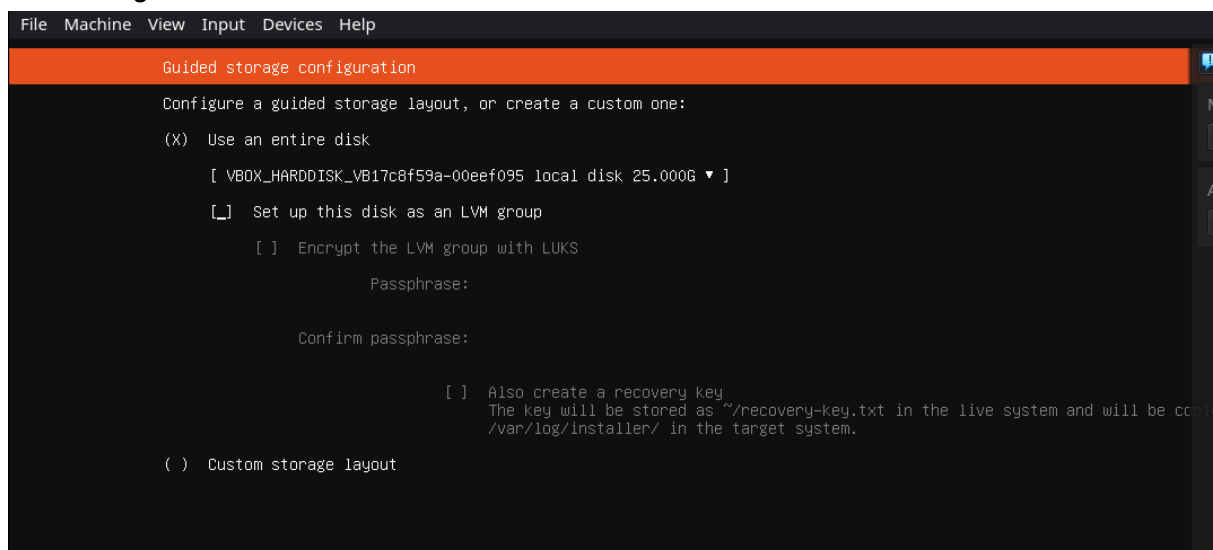 File Machine View Input Devices Help
Guided storage configuration
Configure a guided storage layout, or create a custom one:
(X) Use an entire disk
[ VBOX_HARDDISK_VB17c8f59a-00eef095 local disk 25.000G ▾ ]
[_] Set up this disk as an LVM group
[ ] Encrypt the LVM group with LUKS
Passphrase:
Confirm passphrase:
[ ] Also create a recovery key
The key will be stored as ~/recovery-key.txt in the live system and will be
/var/log/installer/ in the target system.
( ) Custom storage layout